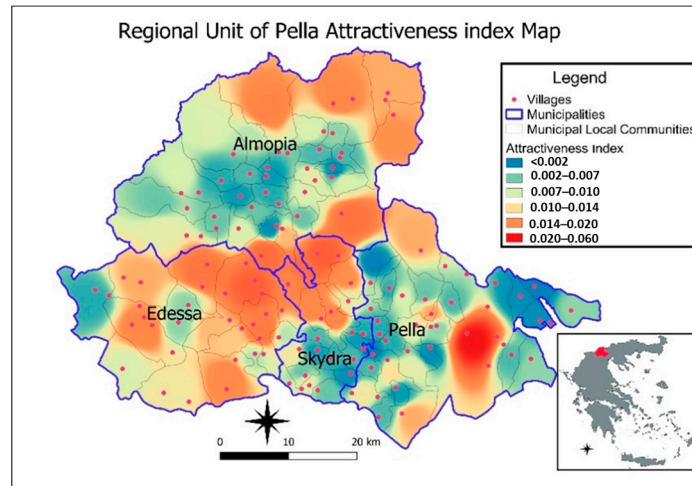 Regional Unit of Pella Attractiveness index Map
Legend
Villages
Municipalities
Municipal Local Communities
Attractiveness Index
<0.002
0.002–0.007
0.007–0.010
0.010–0.014
0.014–0.020
0.020–0.060
Almopia
Edessa
Pella
Skydra
0 10 20 km